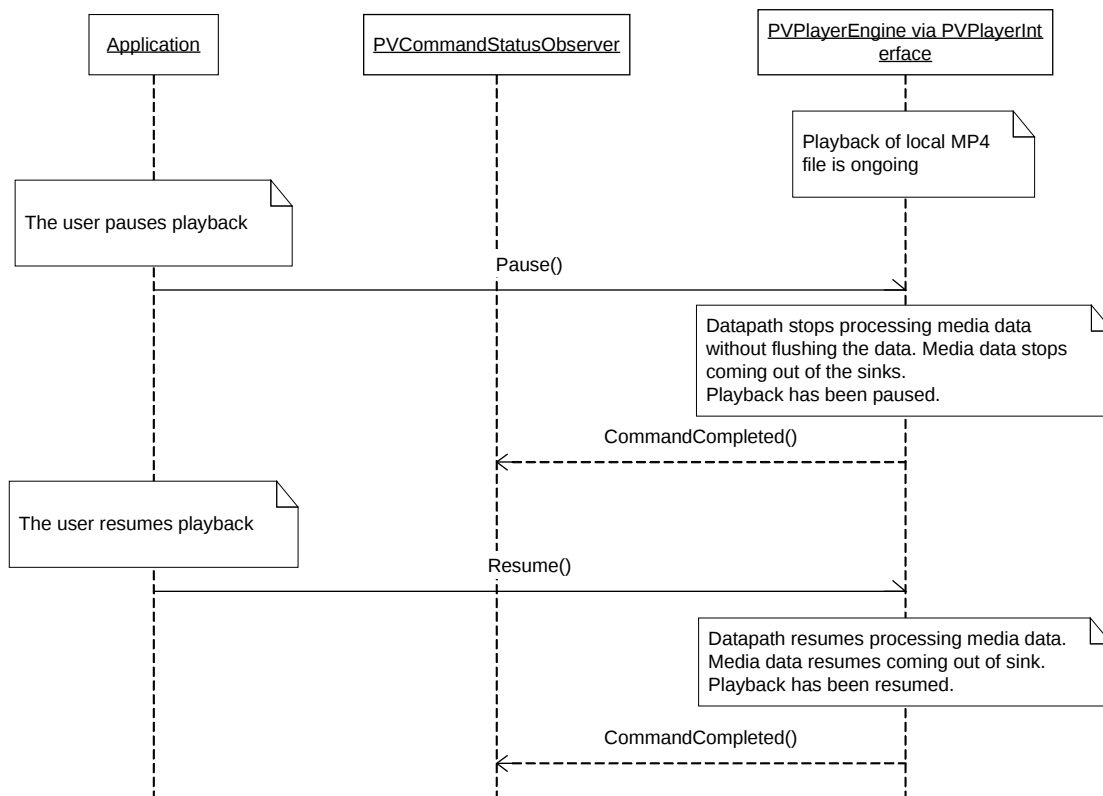 Application
PVCommandStatusObserver
PVPlayerEngine via PVPlayerInt
erface
Playback of local MP4
file is ongoing
The user pauses playback
Pause()
Datapath stops processing media data
without flushing the data. Media data stops
coming out of the sinks.
Playback has been paused.
CommandCompleted()
The user resumes playback
Resume()
Datapath resumes processing media data.
Media data resumes coming out of sink.
Playback has been resumed.
CommandCompleted()